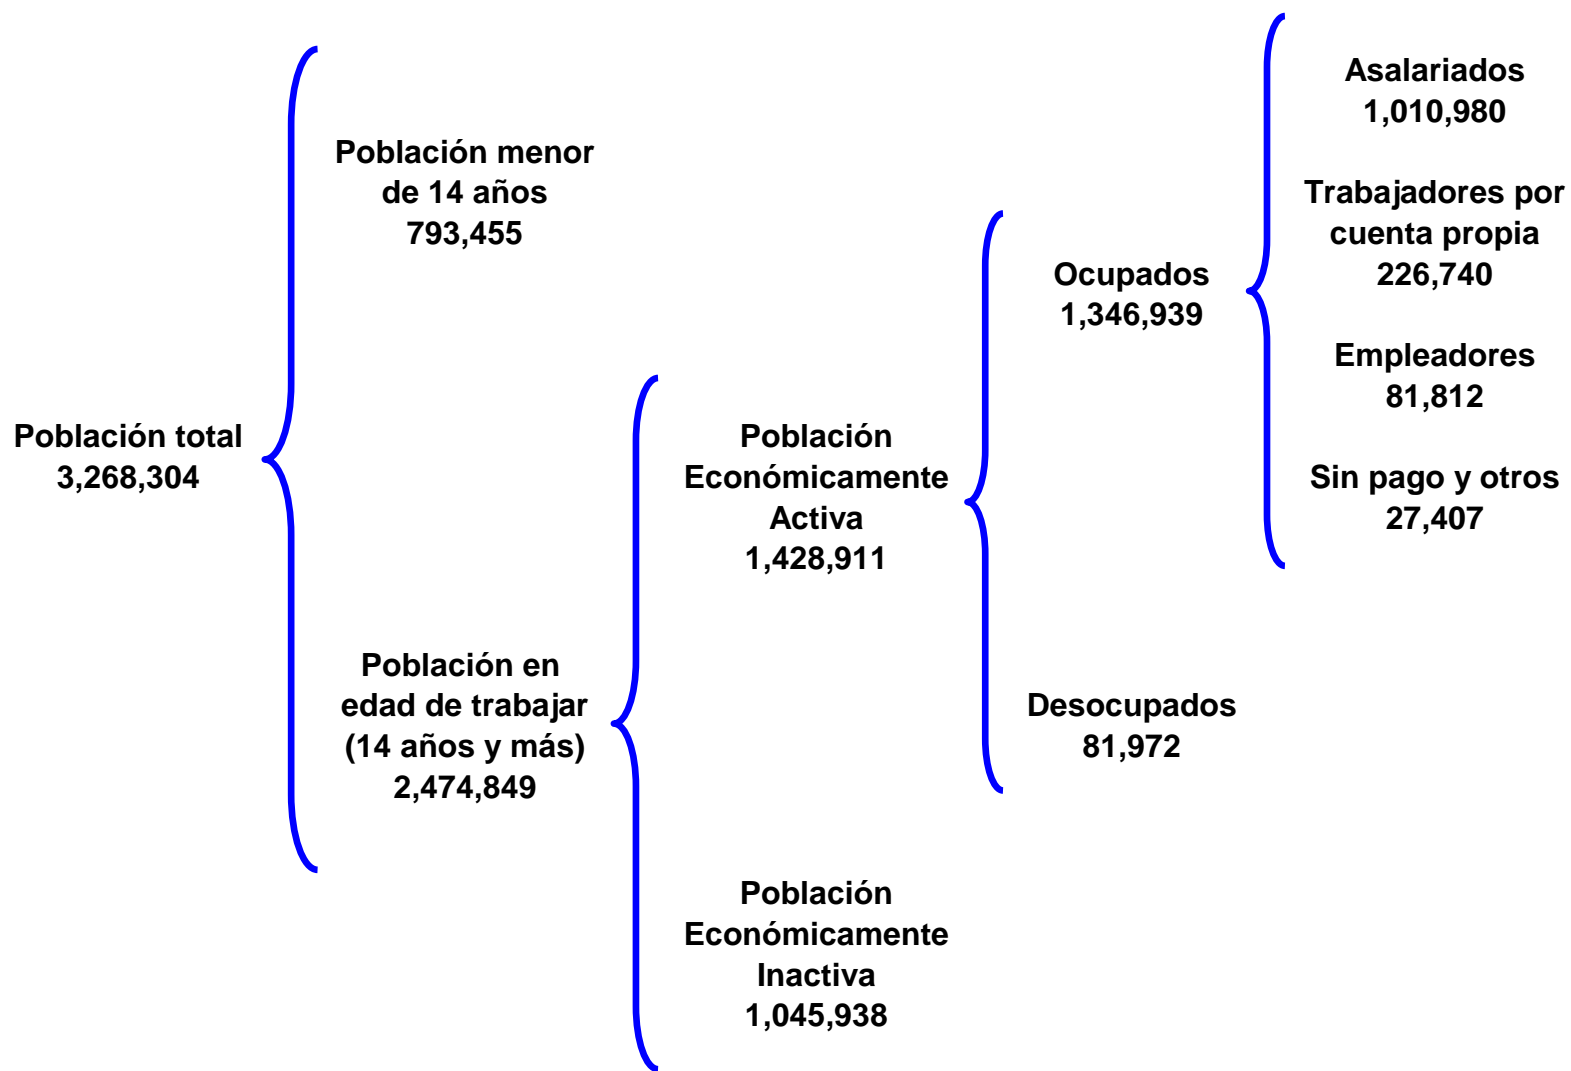 Población total
3,268,304
Población menor
de 14 años
793,455
Población en
edad de trabajar
(14 años y más)
2,474,849
Población
Económicamente
Activa
1,428,911
Población
Económicamente
Inactiva
1,045,938
Ocupados
1,346,939
Desocupados
81,972
Asalariados
1,010,980
Trabajadores por
cuenta propia
226,740
Empleadores
81,812
Sin pago y otros
27,407